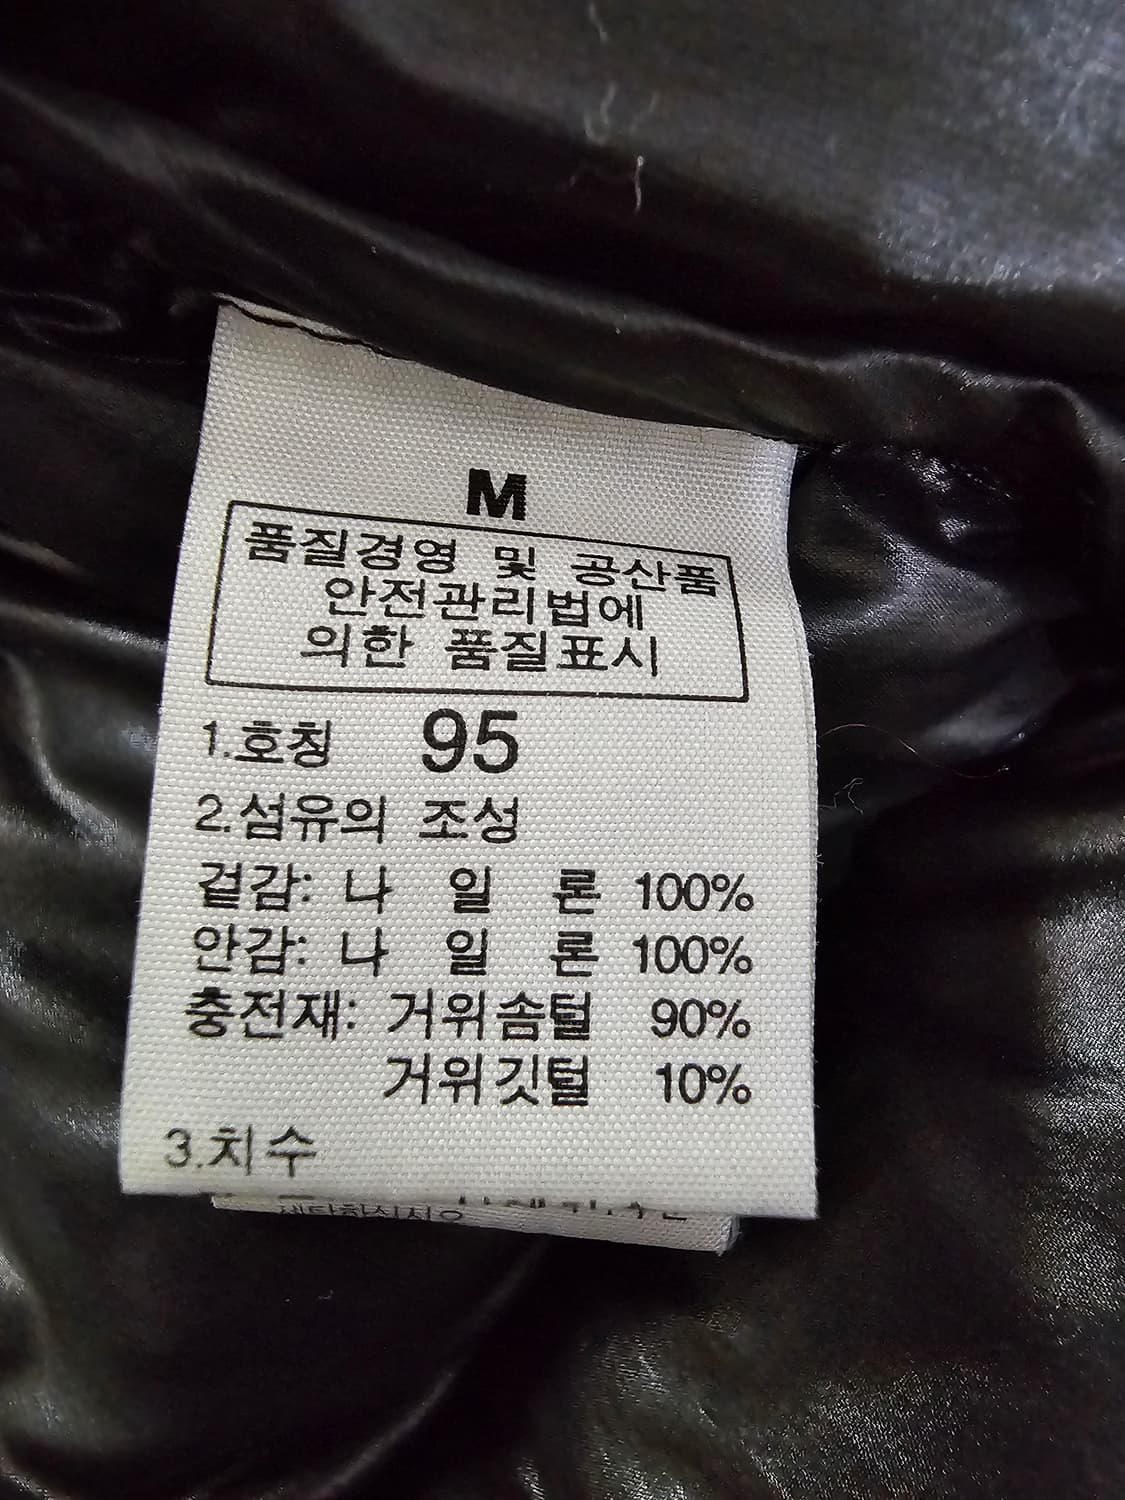 M
품질경영 및 공산품
안전관리법에
의한 품질표시
1.호칭 95
2.섬유의 조성
겉감: 나 일 론 100%
안감: 나 일 론 100%
충전재: 거위솜털 90%
거위깃털 10%
3.치수